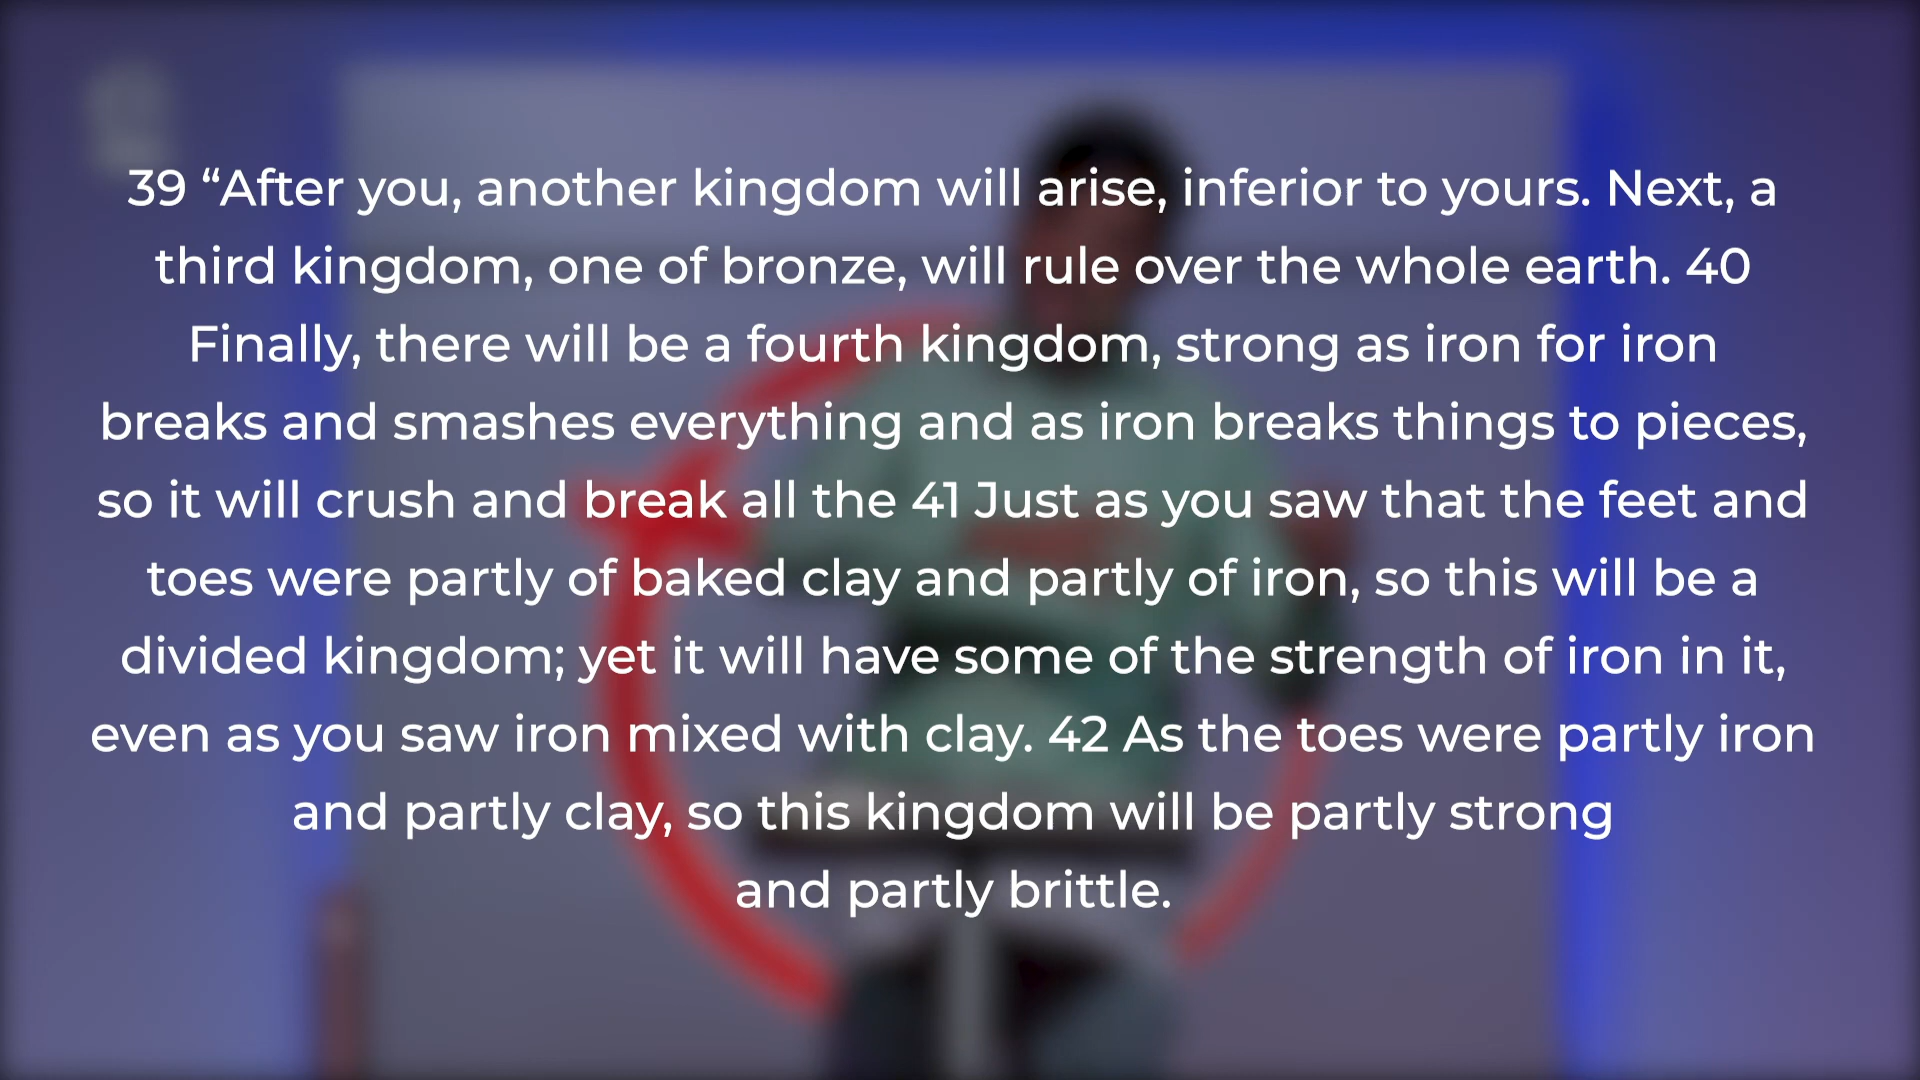 39 “After you, another kingdom will arise, inferior to yours. Next, a
third kingdom, one of bronze, will rule over the whole earth. 40
Finally, there will be a fourth kingdom, strong as iron for iron
breaks and smashes everything and as iron breaks things to pieces,
so it will crush and break all the 41 Just as you saw that the feet and
toes were partly of baked clay and partly of iron, so this will be a
divided kingdom; yet it will have some of the strength of iron in it,
even as you saw iron mixed with clay. 42 As the toes were partly iron
and partly clay, so this kingdom will be partly strong
and partly brittle.